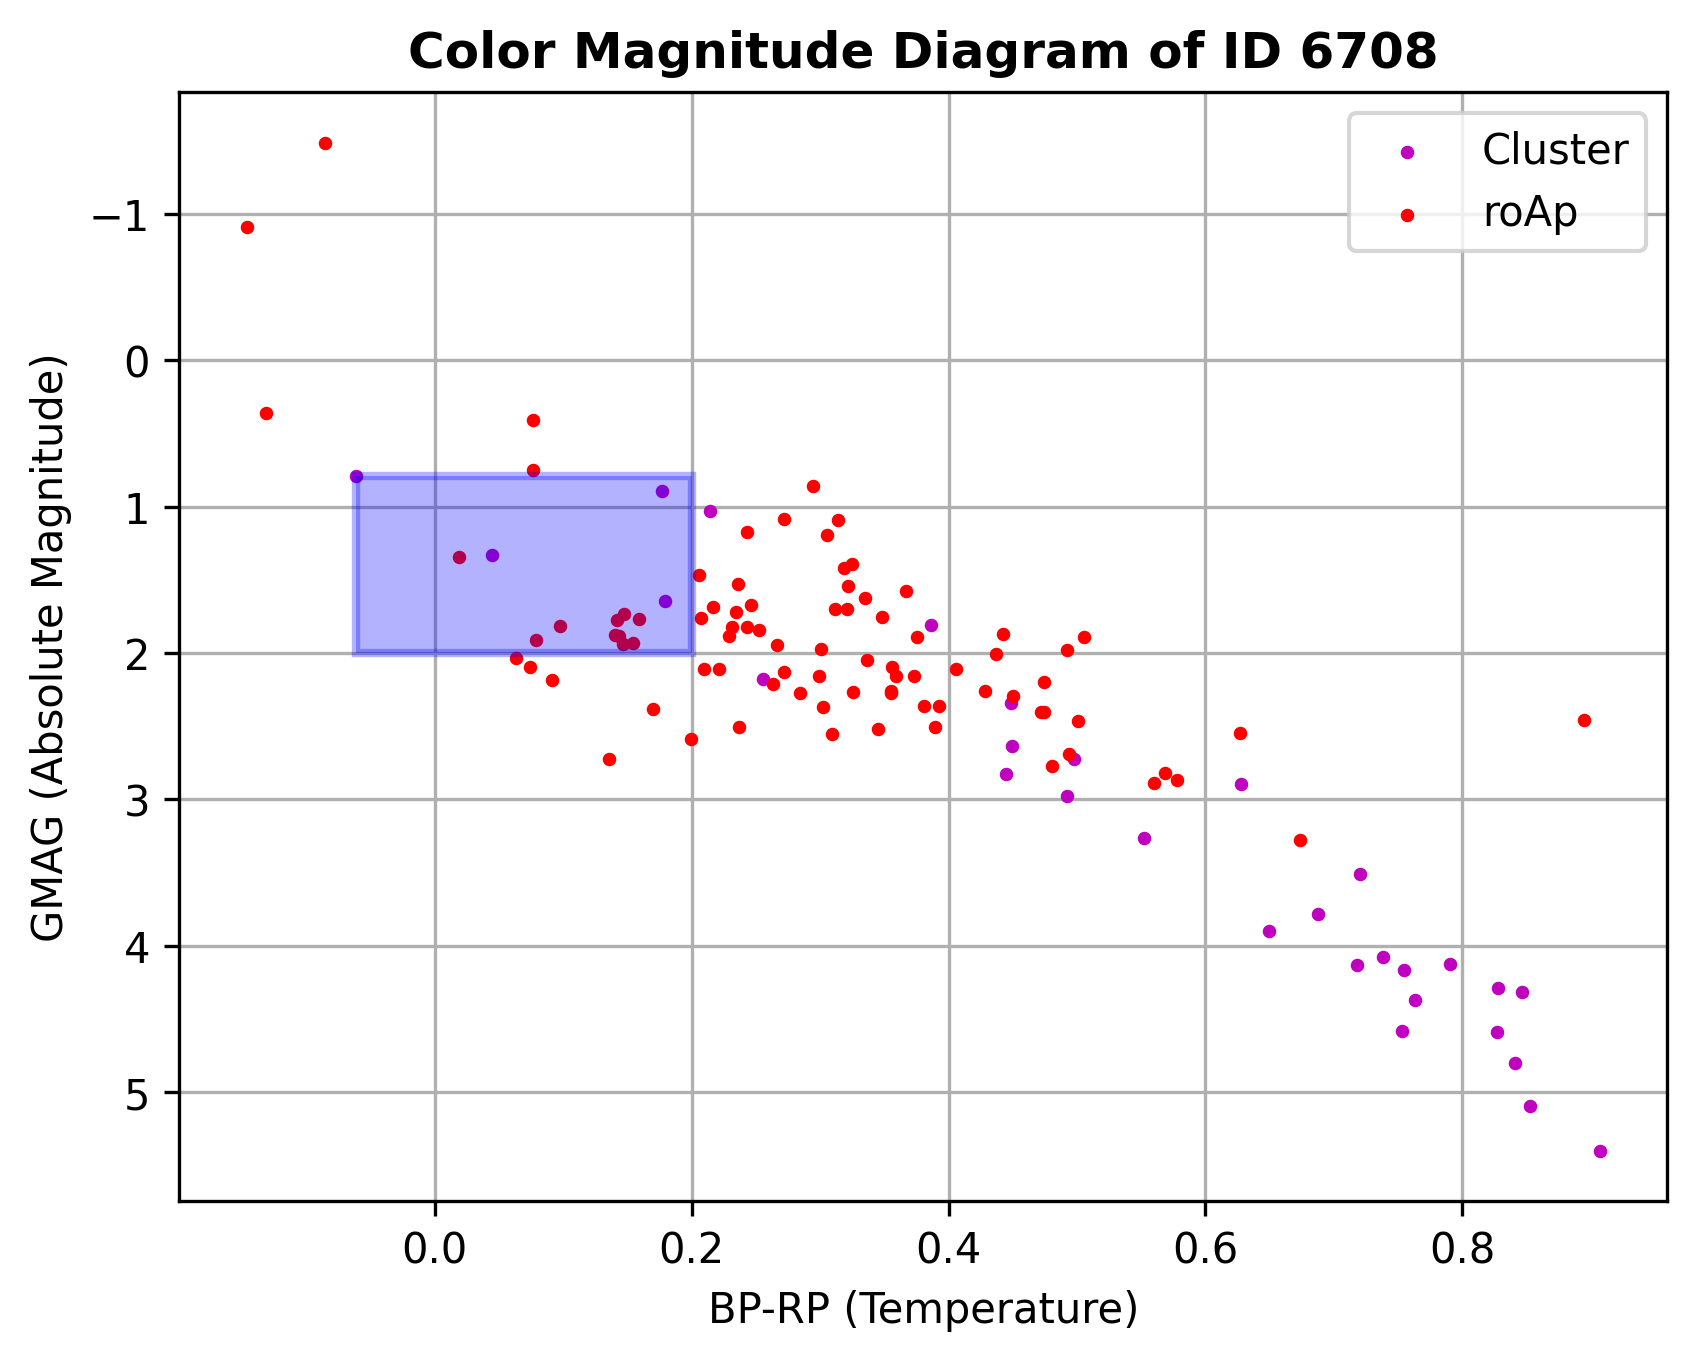 Color Magnitude Diagram of ID 6708
Cluster
roAp
−1
0
1
2
3
4
5
GMAG (Absolute Magnitude)
0.0 0.2 0.4 0.6 0.8
BP-RP (Temperature)